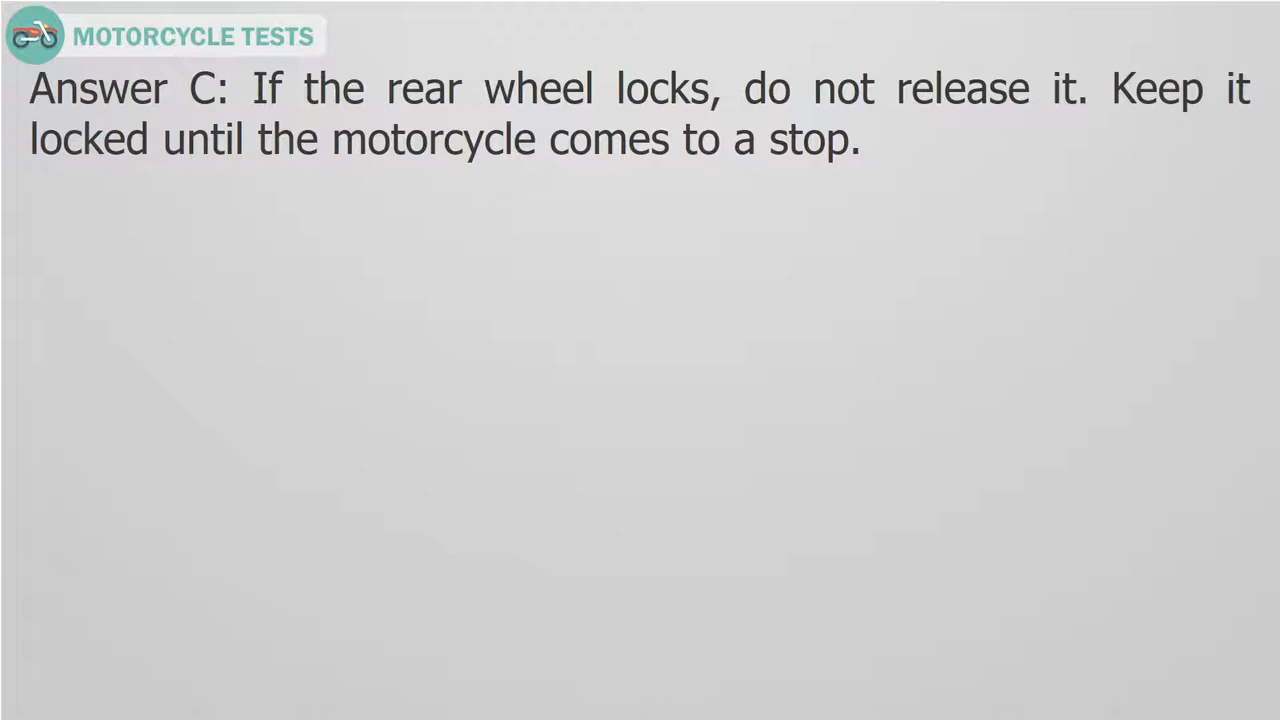 MOTORCYCLE TESTS
Answer C: If the rear wheel locks, do not release it. Keep it
locked until the motorcycle comes to a stop.